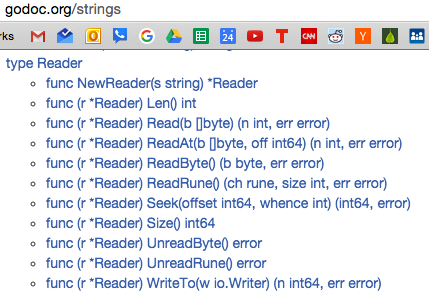 godoc.org/strings
rks
24
T
CNN
Y
type Reader
func NewReader(s string) *Reader
func (r *Reader) Len() int
func (r *Reader) Read(b []byte) (n int, err error)
func (r *Reader) ReadAt(b []byte, off int64) (n int, err error)
func (r *Reader) ReadByte() (b byte, err error)
func (r *Reader) ReadRune() (ch rune, size int, err error)
func (r *Reader) Seek(offset int64, whence int) (int64, error)
func (r *Reader) Size() int64
func (r *Reader) UnreadByte() error
func (r *Reader) UnreadRune() error
func (r *Reader) WriteTo(w io.Writer) (n int64, err error)